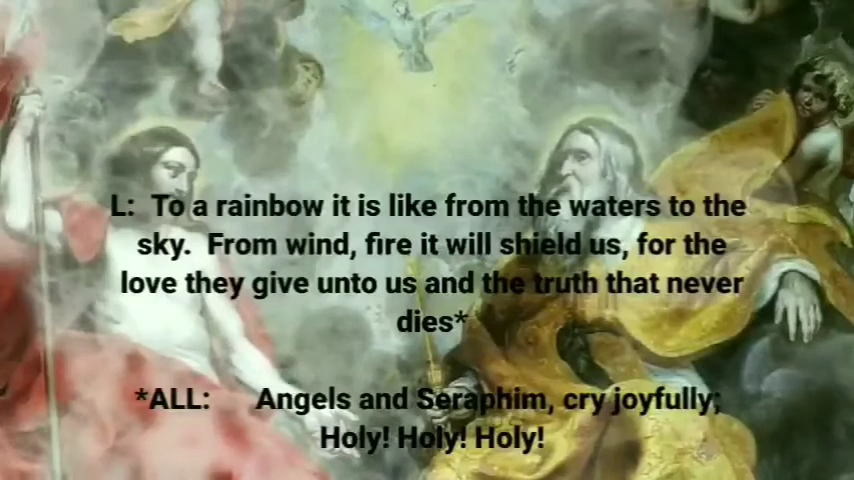 L:  To a rainbow it is like from the waters to the
sky.  From wind, fire it will shield us, for the
love they give unto us and the truth that never
dies*
*ALL:     Angels and Seraphim, cry joyfully;
Holy! Holy! Holy!